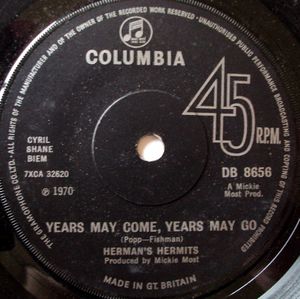 ALL RIGHTS OF THE MANUFACTURER AND OF THE OWNER OF THE RECORDED WORK RESERVED · UNAUTHORISED PUBLIC PERFORMANCE BROADCASTING AND COPYING OF THIS RECORD PROHIBITED
THE GRAMOPHONE CO. LTD.
COLUMBIA
45
R.P.M.
CYRIL
SHANE
BIEM
7XCA 32620
DB 8656
℗ 1970
A Mickie
Most Prod.
YEARS MAY COME, YEARS MAY GO
(Popp—Fishman)
HERMAN'S HERMITS
Produced by Mickie Most
MADE IN GT. BRITAIN